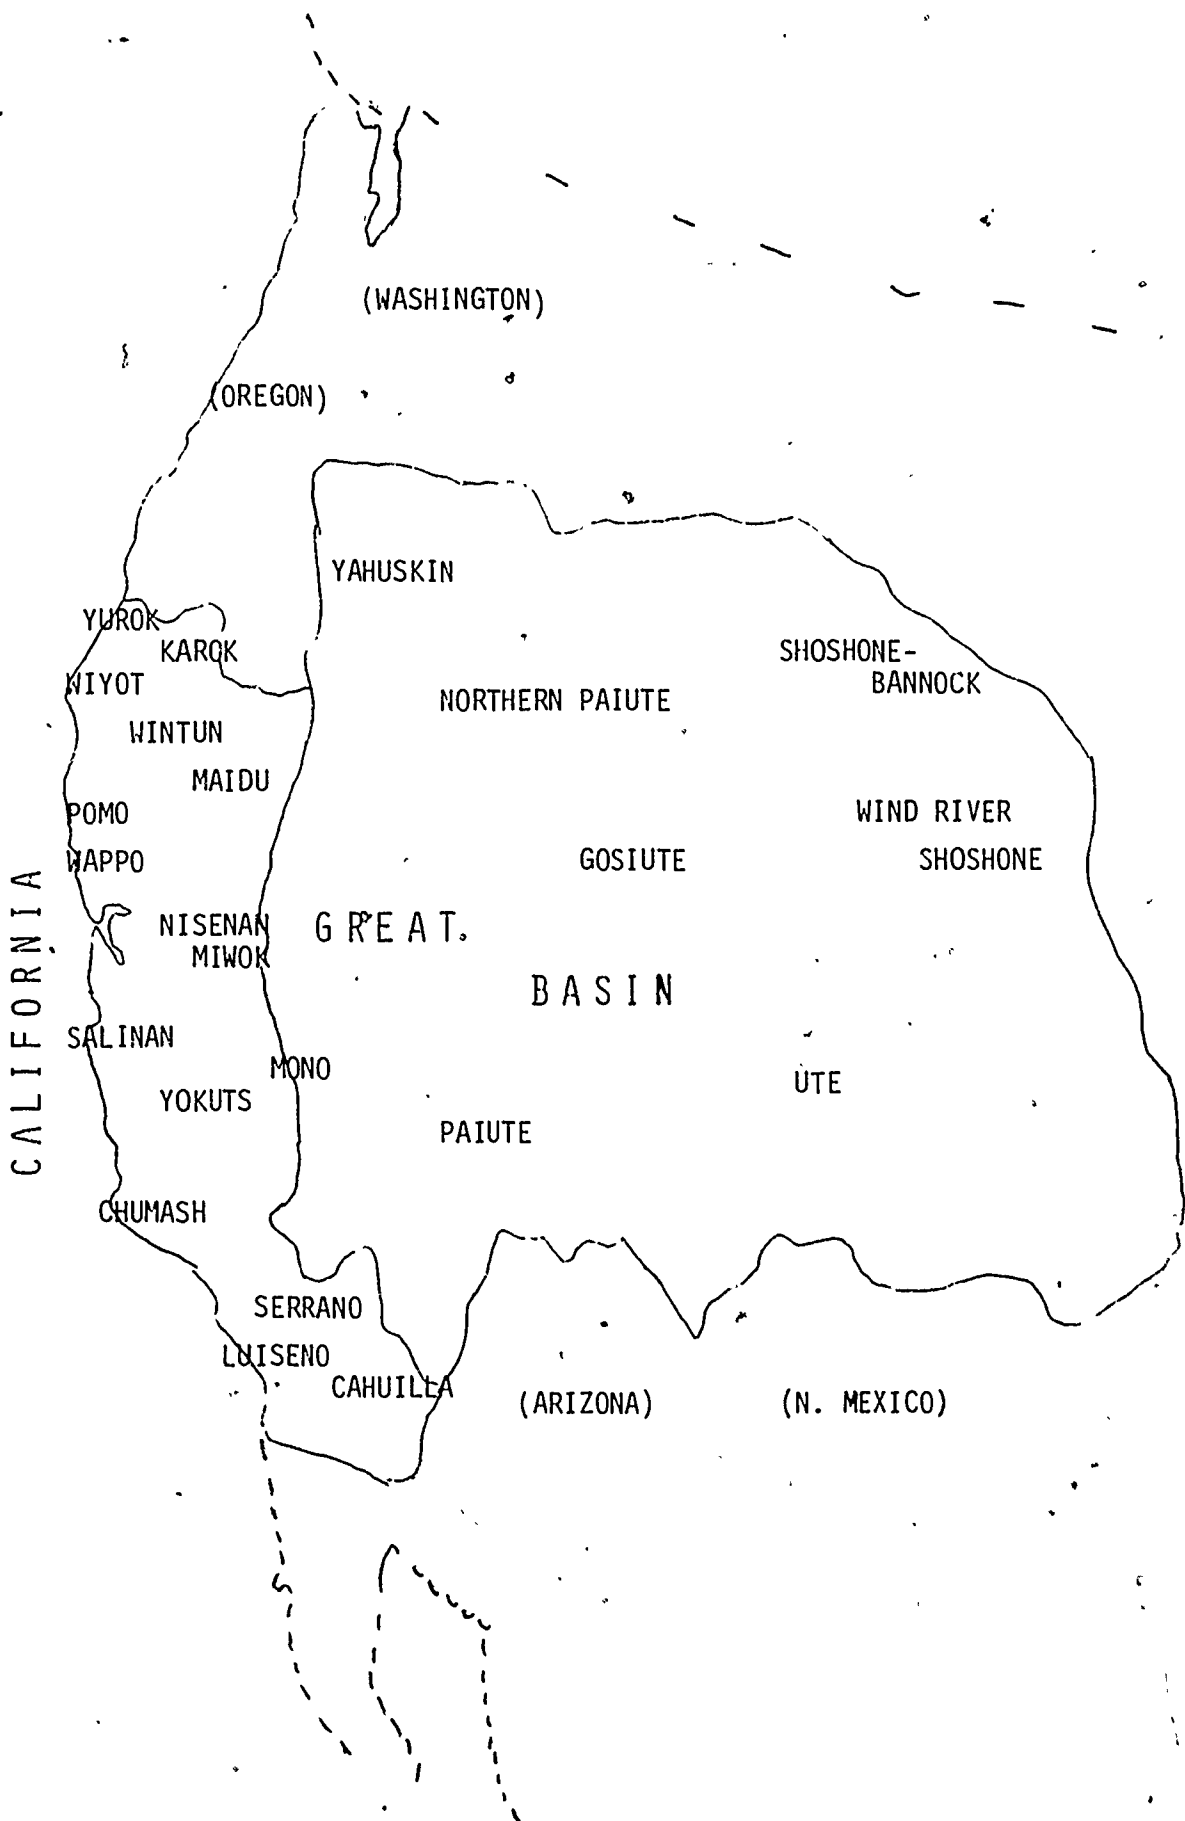 (WASHINGTON)
(OREGON)
YAHUSKIN
YUROK
KAROK
SHOSHONE-
BANNOCK
WIYOT
NORTHERN PAIUTE
WINTUN
MAIDU
POMO
WIND RIVER
SHOSHONE
WAPPO
GOSIUTE
CALIFORNIA
NISENAN
MIWOK
GREAT
BASIN
SALINAN
MONO
UTE
YOKUTS
PAIUTE
CHUMASH
SERRANO
LUISENO
CAHUILLA
(ARIZONA)
(N. MEXICO)